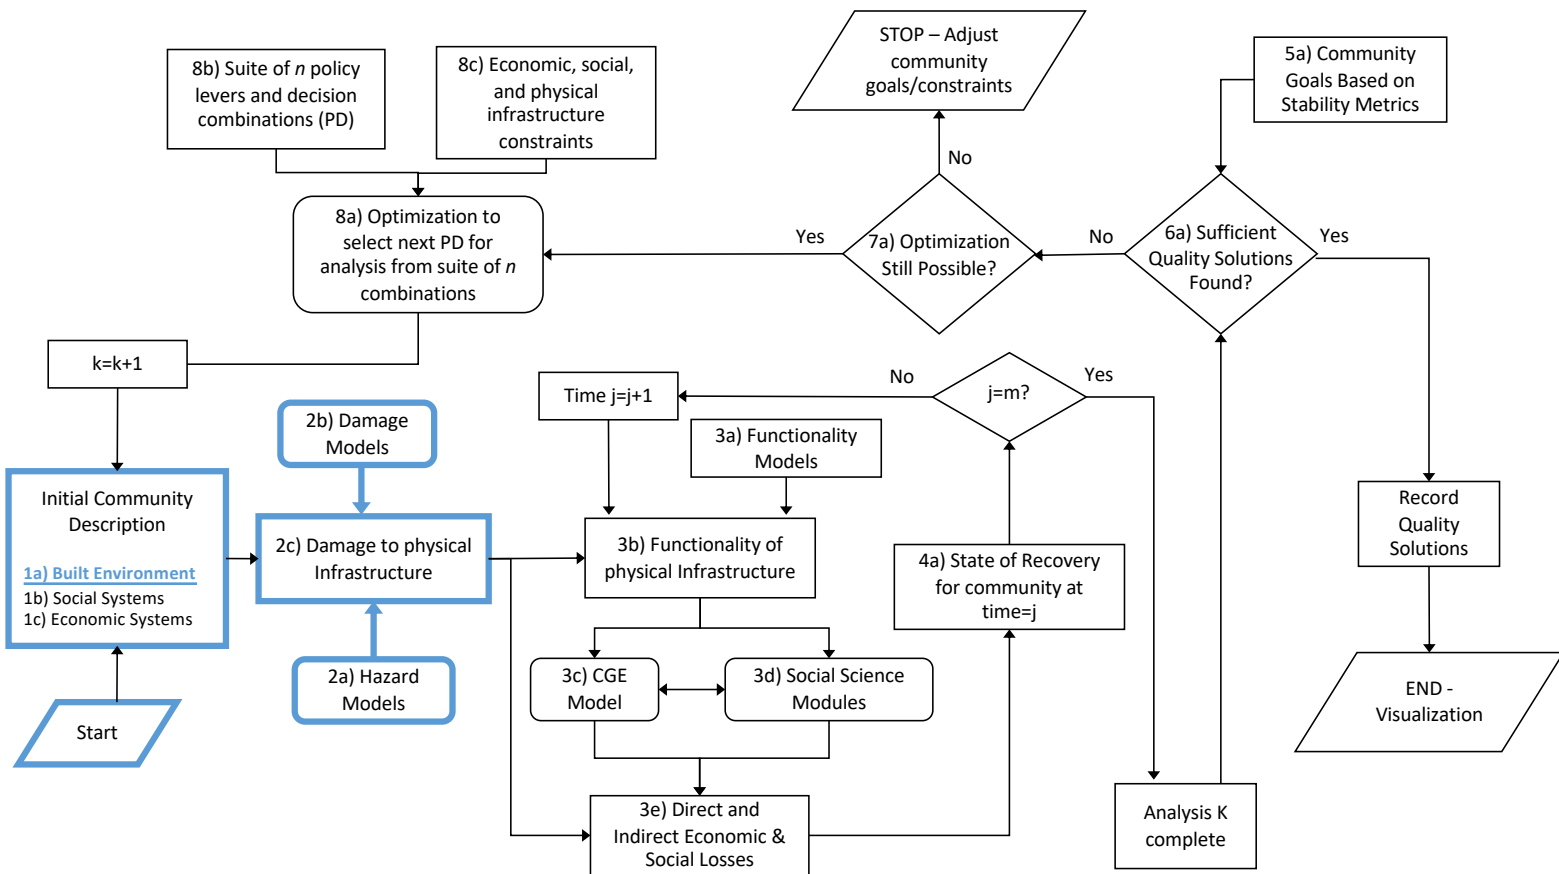 STOP – Adjust
community
goals/constraints
8b) Suite of n policy
levers and decision
combinations (PD)
8c) Economic, social,
and physical
infrastructure
constraints
5a) Community
Goals Based on
Stability Metrics
No
8a) Optimization to
select next PD for
analysis from suite of n
combinations
Yes
7a) Optimization
Still Possible?
No
6a) Sufficient
Quality Solutions
Found?
Yes
k=k+1
Time j=j+1
No
j=m?
Yes
2b) Damage
Models
3a) Functionality
Models
Initial Community
Description
1a) Built Environment
1b) Social Systems
1c) Economic Systems
2c) Damage to physical
Infrastructure
3b) Functionality of
physical Infrastructure
4a) State of Recovery
for community at
time=j
Record
Quality
Solutions
2a) Hazard
Models
3c) CGE
Model
3d) Social Science
Modules
Start
END -
Visualization
3e) Direct and
Indirect Economic &
Social Losses
Analysis K
complete